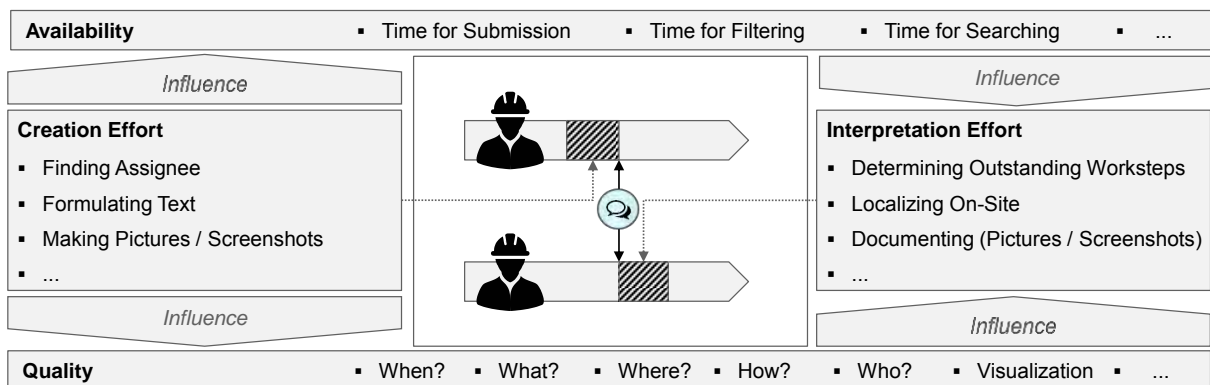 Availability ▪ Time for Submission ▪ Time for Filtering ▪ Time for Searching ▪ ...
Influence
Influence
Creation Effort
▪ Finding Assignee
▪ Formulating Text
▪ Making Pictures / Screenshots
▪ ...
Interpretation Effort
▪ Determining Outstanding Worksteps
▪ Localizing On-Site
▪ Documenting (Pictures / Screenshots)
▪ ...
Influence
Influence
Quality ▪ When? ▪ What? ▪ Where? ▪ How? ▪ Who? ▪ Visualization ▪ ...